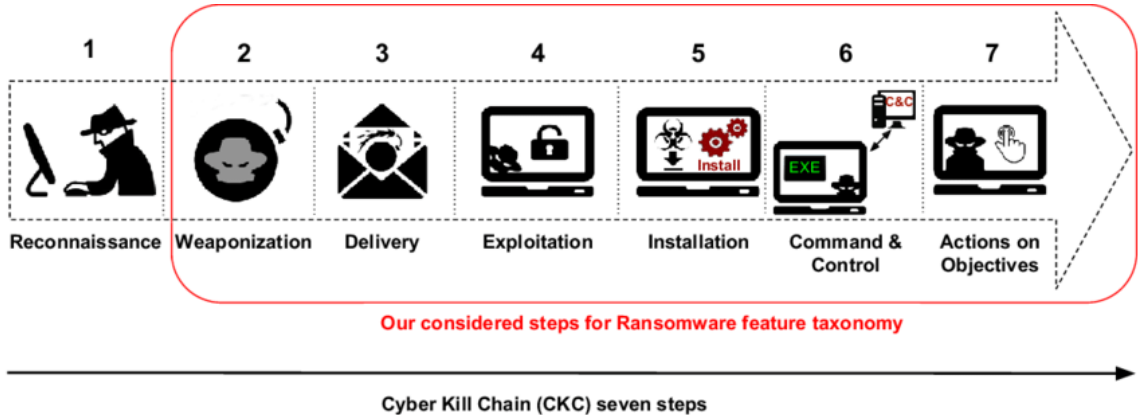 1 2 3 4 5 6 7
C&C
Install
EXE
Reconnaissance Weaponization Delivery Exploitation Installation Command & Control Actions on Objectives
Our considered steps for Ransomware feature taxonomy
Cyber Kill Chain (CKC) seven steps